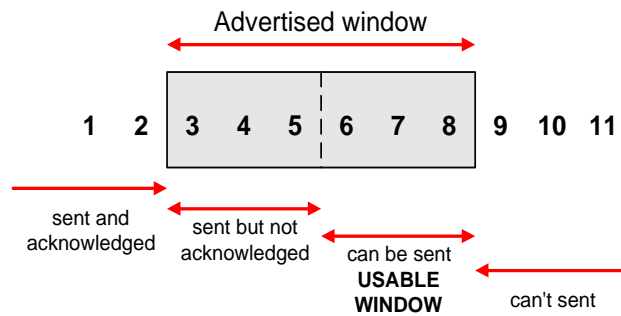 Advertised window
1 2 3 4 5 6 7 8 9 10 11
sent and
acknowledged
sent but not
acknowledged
can be sent
USABLE
WINDOW
can't sent